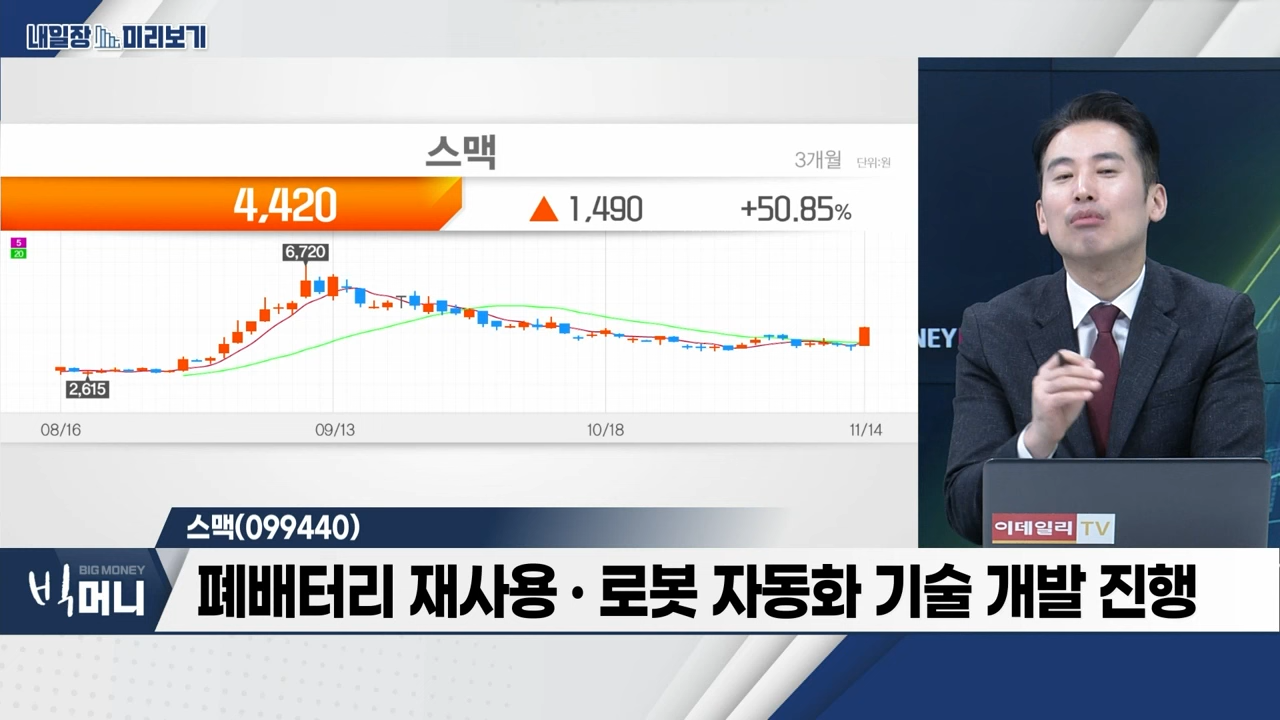 내일장 미리보기
스맥
3개월 단위:원
4,420 ▲ 1,490 +50.85%
5
20
6,720
2,615
08/16 09/13 10/18 11/14
NEY
이데일리 TV
스맥(099440)
BIG MONEY
빅머니
폐배터리 재사용·로봇 자동화 기술 개발 진행